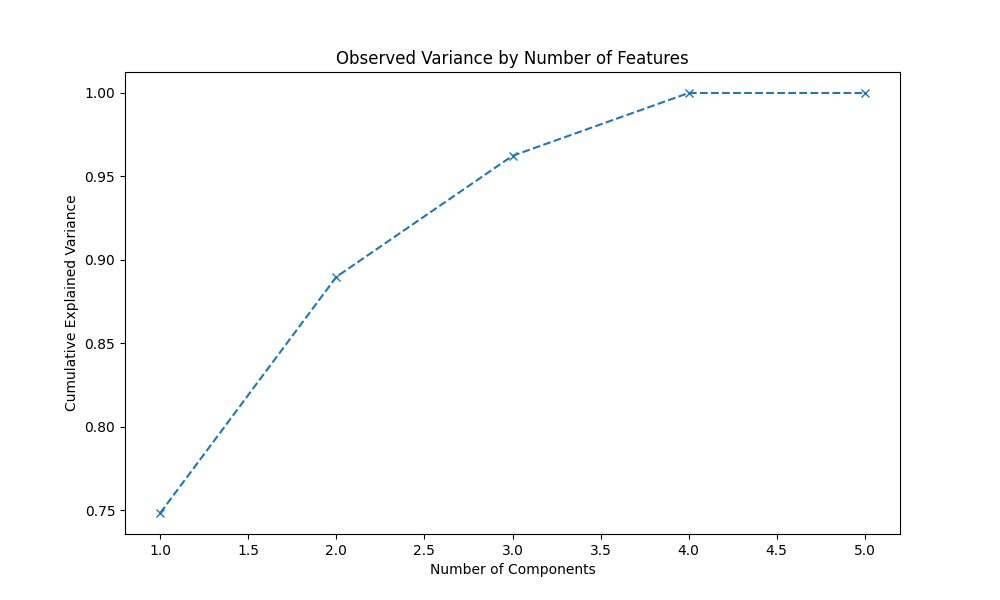 Observed Variance by Number of Features
1.00
0.95
0.90
0.85
0.80
0.75
Cumulative Explained Variance
1.0 1.5 2.0 2.5 3.0 3.5 4.0 4.5 5.0
Number of Components